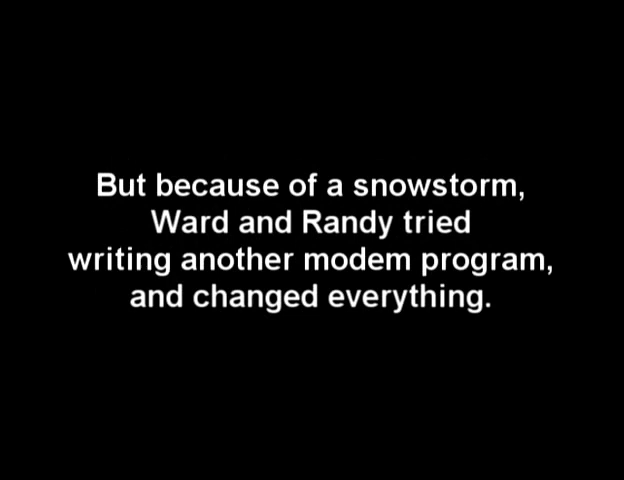 But because of a snowstorm,
Ward and Randy tried
writing another modem program,
and changed everything.